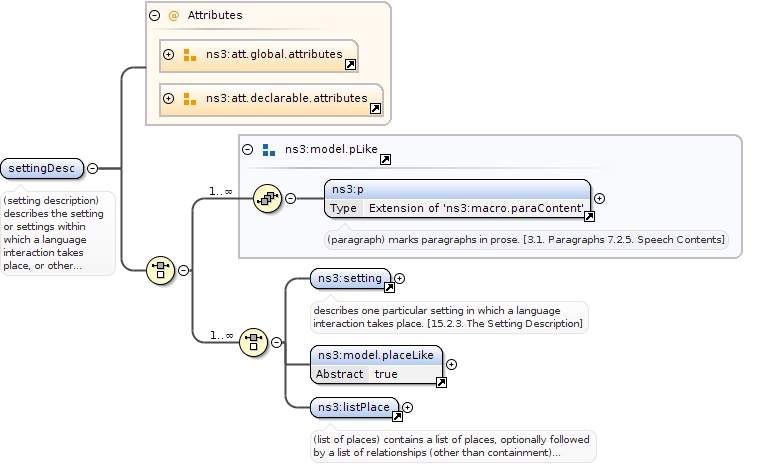 Attributes
ns3:att.global.attributes
ns3:att.declarable.attributes
settingDesc
(setting description)
describes the setting
or settings within
which a language
interaction takes
place, or other...
ns3:model.pLike
1..∞
ns3:p
Type Extension of 'ns3:macro.paraContent'
(paragraph) marks paragraphs in prose. [3.1. Paragraphs 7.2.5. Speech Contents]
1..∞
ns3:setting
describes one particular setting in which a language
interaction takes place. [15.2.3. The Setting Description]
ns3:model.placeLike
Abstract true
ns3:listPlace
(list of places) contains a list of places, optionally followed
by a list of relationships (other than containment)...